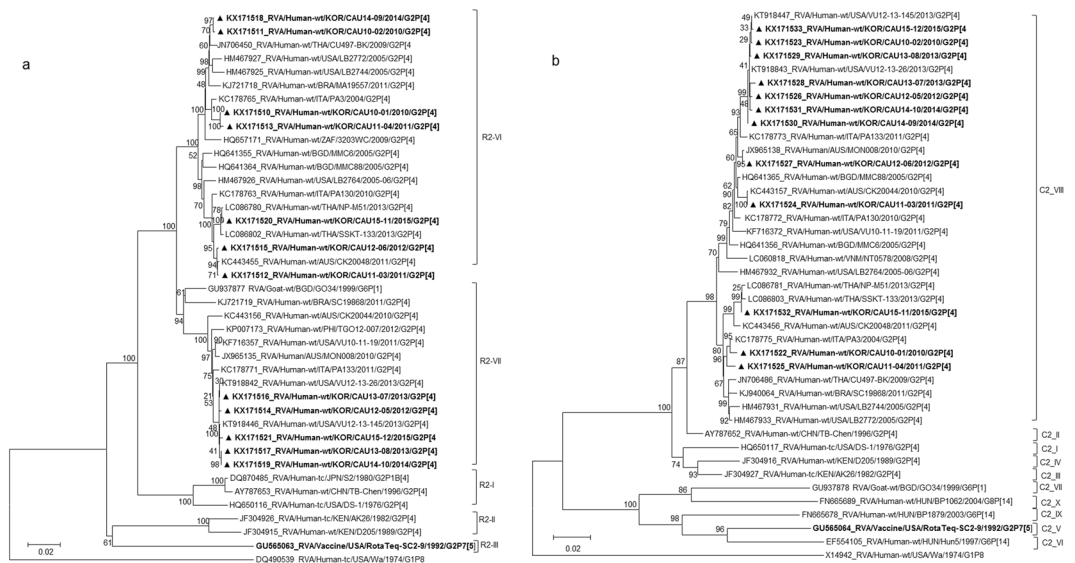 a
KX171518_RVA/Human-wt/KOR/CAU14-09/2014/G2P[4]
KX171511_RVA/Human-wt/KOR/CAU10-02/2010/G2P[4]
JN706450_RVA/Human-wt/THA/CU497-BK/2009/G2P[4]
HM467927_RVA/Human-wt/USA/LB2772/2005/G2P[4]
HM467925_RVA/Human-wt/USA/LB2744/2005/G2P[4]
KJ721718_RVA/Human-wt/BRA/MA19557/2011/G2P[4]
KC178765_RVA/Human-wt/ITA/PA3/2004/G2P[4]
KX171510_RVA/Human-wt/KOR/CAU10-01/2010/G2P[4]
KX171513_RVA/Human-wt/KOR/CAU11-04/2011/G2P[4]
HQ657171_RVA/Human-wt/ZAF/3203WC/2009/G2P[4]
HQ641355_RVA/Human-wt/BGD/MMC6/2005/G2P[4]
HQ641364_RVA/Human-wt/BGD/MMC88/2005/G2P[4]
HM467926_RVA/Human-wt/USA/LB2764/2005-06/G2P[4]
KC178763_RVA/Human-wt/ITA/PA130/2010/G2P[4]
LC086780_RVA/Human-wt/THA/NP-M51/2013/G2P[4]
KX171520_RVA/Human-wt/KOR/CAU15-11/2015/G2P[4]
LC086802_RVA/Human-wt/THA/SSKT-133/2013/G2P[4]
KX171515_RVA/Human-wt/KOR/CAU12-06/2012/G2P[4]
KC443455_RVA/Human-wt/AUS/CK20048/2011/G2P[4]
KX171512_RVA/Human-wt/KOR/CAU11-03/2011/G2P[4]
R2-VI
GU937877_RVA/Goat-wt/BGD/GO34/1999/G6P[1]
KJ721719_RVA/Human-wt/BRA/SC19868/2011/G2P[4]
KC443156_RVA/Human-wt/AUS/CK20044/2010/G2P[4]
KP007173_RVA/Human-wt/PHI/TGO12-007/2012/G2P[4]
KF716357_RVA/Human-wt/USA/VU10-11-19/2011/G2P[4]
JX965135_RVA/Human/AUS/MON008/2010/G2P[4]
KC178771_RVA/Human-wt/ITA/PA133/2011/G2P[4]
KT918842_RVA/Human-wt/USA/VU12-13-26/2013/G2P[4]
KX171516_RVA/Human-wt/KOR/CAU13-07/2013/G2P[4]
KX171514_RVA/Human-wt/KOR/CAU12-05/2012/G2P[4]
KT918446_RVA/Human-wt/USA/VU12-13-145/2013/G2P[4]
KX171521_RVA/Human-wt/KOR/CAU15-12/2015/G2P[4]
KX171517_RVA/Human-wt/KOR/CAU13-08/2013/G2P[4]
KX171519_RVA/Human-wt/KOR/CAU14-10/2014/G2P[4]
R2-VII
DQ870485_RVA/Human-tc/JPN/S2/1980/G2P1B[4]
AY787653_RVA/Human-wt/CHN/TB-Chen/1996/G2P[4]
HQ650116_RVA/Human-tc/USA/DS-1/1976/G2P[4]
R2-I
JF304926_RVA/Human-tc/KEN/AK26/1982/G2P[4]
JF304915_RVA/Human-tc/KEN/D205/1989/G2P[4]
R2-II
GU565063_RVA/Vaccine/USA/RotaTeq-SC2-9/1992/G2P7[5]
R2-III
DQ490539_RVA/Human-tc/USA/Wa/1974/G1P8
0.02
b
KT918447_RVA/Human-wt/USA/VU12-13-145/2013/G2P[4]
KX171533_RVA/Human-wt/KOR/CAU15-12/2015/G2P[4]
KX171523_RVA/Human-wt/KOR/CAU10-02/2010/G2P[4]
KX171529_RVA/Human-wt/KOR/CAU13-08/2013/G2P[4]
KT918843_RVA/Human-wt/USA/VU12-13-26/2013/G2P[4]
KX171528_RVA/Human-wt/KOR/CAU13-07/2013/G2P[4]
KX171526_RVA/Human-wt/KOR/CAU12-05/2012/G2P[4]
KX171531_RVA/Human-wt/KOR/CAU14-10/2014/G2P[4]
KX171530_RVA/Human-wt/KOR/CAU14-09/2014/G2P[4]
KC178773_RVA/Human-wt/ITA/PA133/2011/G2P[4]
JX965138_RVA/Human/AUS/MON008/2010/G2P[4]
KX171527_RVA/Human-wt/KOR/CAU12-06/2012/G2P[4]
HQ641365_RVA/Human-wt/BGD/MMC88/2005/G2P[4]
KC443157_RVA/Human-wt/AUS/CK20044/2010/G2P[4]
KX171524_RVA/Human-wt/KOR/CAU11-03/2011/G2P[4]
KC178772_RVA/Human-wt/ITA/PA130/2010/G2P[4]
KF716372_RVA/Human-wt/USA/VU10-11-19/2011/G2P[4]
HQ641356_RVA/Human-wt/BGD/MMC6/2005/G2P[4]
LC060818_RVA/Human-wt/VNM/NT0578/2008/G2P[4]
HM467932_RVA/Human-wt/USA/LB2764/2005-06/G2P[4]
LC086781_RVA/Human-wt/THA/NP-M51/2013/G2P[4]
LC086803_RVA/Human-wt/THA/SSKT-133/2013/G2P[4]
KX171532_RVA/Human-wt/KOR/CAU15-11/2015/G2P[4]
KC443456_RVA/Human-wt/AUS/CK20048/2011/G2P[4]
KC178775_RVA/Human-wt/ITA/PA3/2004/G2P[4]
KX171522_RVA/Human-wt/KOR/CAU10-01/2010/G2P[4]
KX171525_RVA/Human-wt/KOR/CAU11-04/2011/G2P[4]
JN706486_RVA/Human-wt/THA/CU497-BK/2009/G2P[4]
KJ940064_RVA/Human-wt/BRA/SC19868/2011/G2P[4]
HM467931_RVA/Human-wt/USA/LB2744/2005/G2P[4]
HM467933_RVA/Human-wt/USA/LB2772/2005/G2P[4]
C2_VIII
AY787652_RVA/Human-wt/CHN/TB-Chen/1996/G2P[4]
C2_II
HQ650117_RVA/Human-tc/USA/DS-1/1976/G2P[4]
C2_I
JF304916_RVA/Human-wt/KEN/D205/1989/G2P[4]
C2_IV
JF304927_RVA/Human-tc/KEN/AK26/1982/G2P[4]
C2_III
GU937878_RVA/Goat-wt/BGD/GO34/1999/G6P[1]
C2_VII
FN665689_RVA/Human-wt/HUN/BP1062/2004/G8P[14]
C2_X
FN665678_RVA/Human-wt/HUN/BP1879/2003/G6P[14]
C2_IX
GU565064_RVA/Vaccine/USA/RotaTeq-SC2-9/1992/G2P7[5]
C2_V
EF554105_RVA/Human-wt/HUN/Hun5/1997/G6P[14]
C2_VI
X14942_RVA/Human-wt/USA/Wa/1974/G1P8
0.02